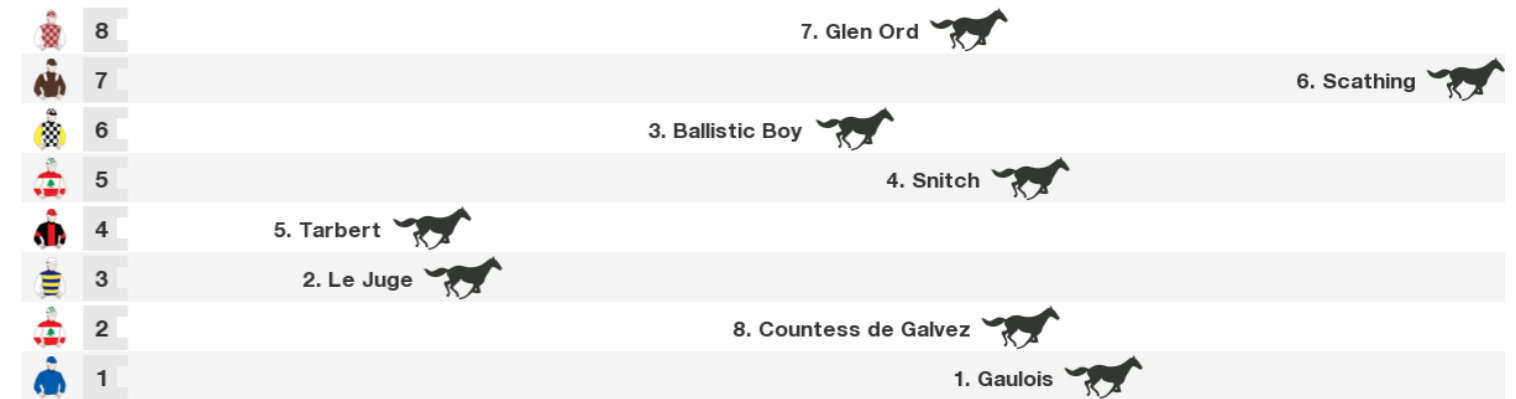 8 7. Glen Ord
7 6. Scathing
6 3. Ballistic Boy
5 4. Snitch
4 5. Tarbert
3 2. Le Juge
2 8. Countess de Galvez
1 1. Gaulois